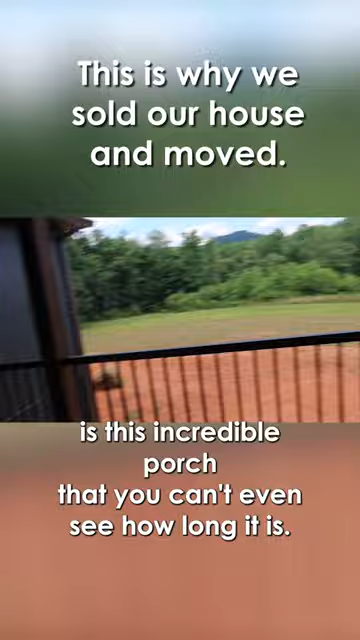 This is why we
sold our house
and moved.
is this incredible
porch
that you can't even
see how long it is.